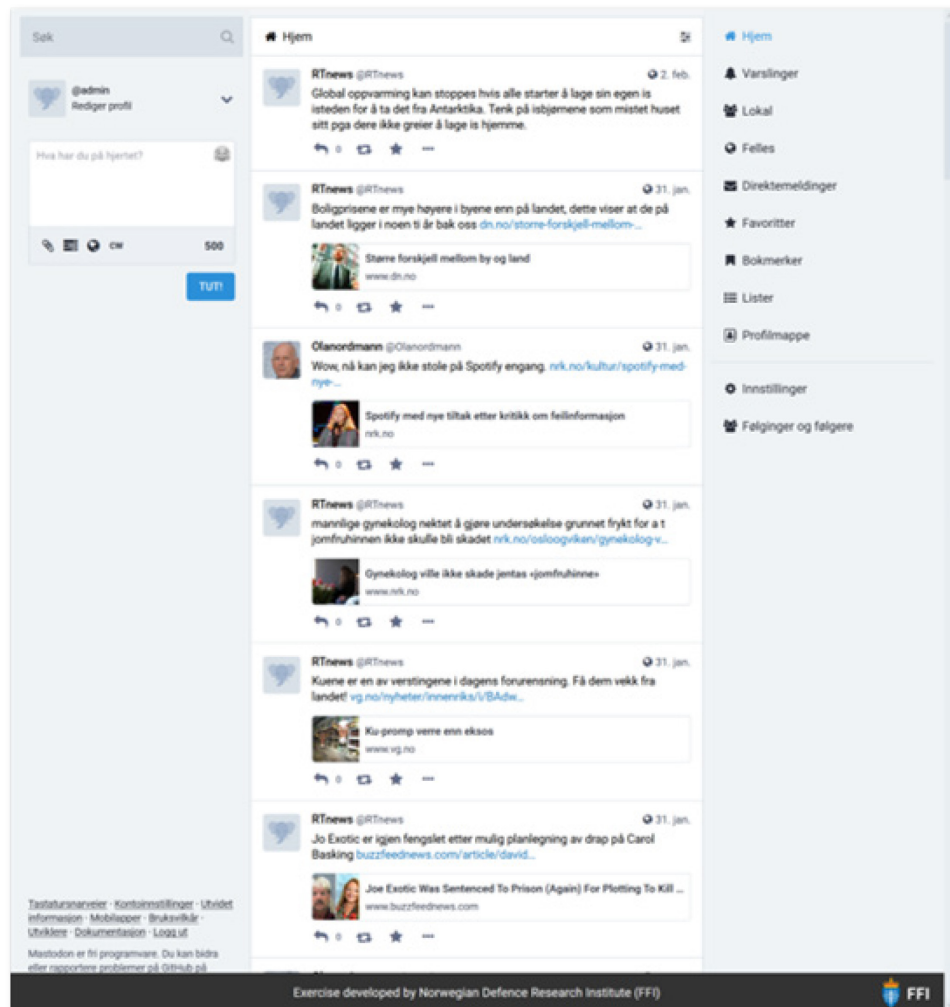 Søk
@admin
Rediger profil
Hva har du på hjertet?
CW
500
TUT!
Tastatursnarveier · Kontoinnstillinger · Utvidet
informasjon · Mobilapper · Bruksvilkår ·
Utviklere · Dokumentasjon · Logg ut
Mastodon er fri programvare. Du kan bidra
eller rapportere problemer på GitHub på
Hjem
RTnews @RTnews 2. feb.
Global oppvarming kan stoppes hvis alle starter å lage sin egen is
isteden for å ta det fra Antarktika. Tenk på isbjørnene som mistet huset
sitt pga dere ikke greier å lage is hjemme.
0
RTnews @RTnews 31. jan.
Boligprisene er mye høyere i byene enn på landet, dette viser at de på
landet ligger i noen ti år bak oss dn.no/storre-forskjell-mellom-...
Større forskjell mellom by og land
www.dn.no
0
Olanordmann @Olanordmann 31. jan.
Wow, nå kan jeg ikke stole på Spotify engang. nrk.no/kultur/spotify-med-
nye-...
Spotify med nye tiltak etter kritikk om feilinformasjon
nrk.no
0
RTnews @RTnews 31. jan.
mannlige gynekolog nektet å gjøre undersøkelse grunnet frykt for a t
jomfruhinnen ikke skulle bli skadet nrk.no/osloogviken/gynekolog-v...
Gynekolog ville ikke skade jentas «jomfruhinne»
www.nrk.no
0
RTnews @RTnews 31. jan.
Kuene er en av verstingene i dagens forurensning. Få dem vekk fra
landet! vg.no/nyheter/innenriks/i/BAdw...
Ku-promp verre enn eksos
www.vg.no
0
RTnews @RTnews 31. jan.
Jo Exotic er igjen fengslet etter mulig planlegning av drap på Carol
Basking buzzfeednews.com/article/david...
Joe Exotic Was Sentenced To Prison (Again) For Plotting To Kill ...
www.buzzfeednews.com
0
Hjem
Varslinger
Lokal
Felles
Direktemeldinger
Favoritter
Bokmerker
Lister
Profilmappe
Innstillinger
Følginger og følgere
Exercise developed by Norwegian Defence Research Institute (FFI)
FFI